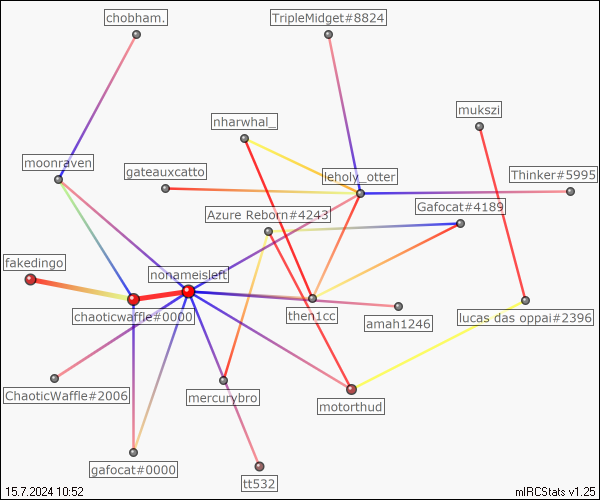 chobham.
TripleMidget#8824
mukszi
nharwhal_
moonraven
gateauxcatto
leholy_otter
Thinker#5995
Azure Reborn#4243
Gafocat#4189
fakedingo
nonameisleft
chaoticwaffle#0000
then1cc
amah1246
lucas das oppai#2396
ChaoticWaffle#2006
mercurybro
motorthud
gafocat#0000
tt532
15.7.2024 10:52
mIRCStats v1.25